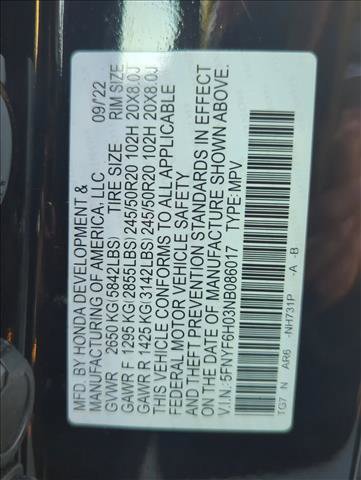 MFD. BY HONDA DEVELOPMENT & 09/22
MANUFACTURING OF AMERICA, LLC
GVWR 2650 KG(5842LBS) TIRE SIZE RIM SIZE
GAWR F 1295 KG(2855LBS) 245/50R20 102H 20X8.0J
GAWR R 1425 KG(3142LBS) 245/50R20 102H 20X8.0J
THIS VEHICLE CONFORMS TO ALL APPLICABLE
FEDERAL MOTOR VEHICLE SAFETY
AND THEFT PREVENTION STANDARDS IN EFFECT
ON THE DATE OF MANUFACTURE SHOWN ABOVE.
V.I.N.:5FNYF6H03NB086017 TYPE: MPV
TG7 N AR6 -NH731P -A -B